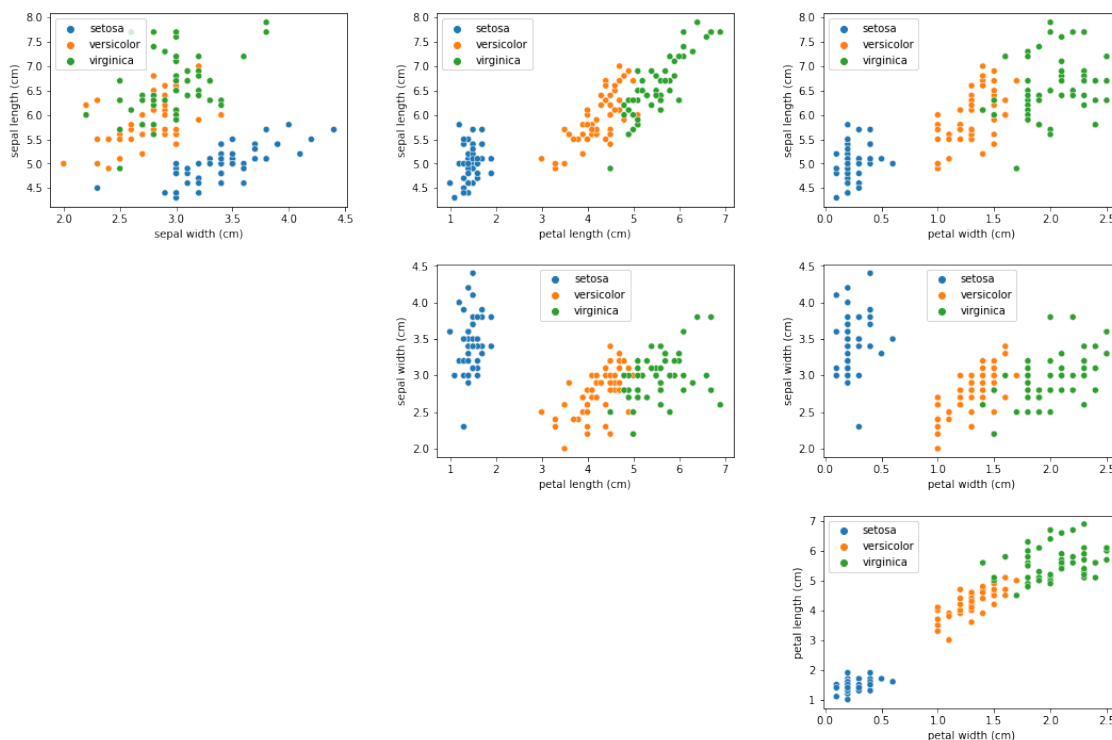 setosa
versicolor
virginica
8.0
7.5
7.0
6.5
6.0
5.5
5.0
4.5
sepal length (cm)
2.0 2.5 3.0 3.5 4.0 4.5
sepal width (cm)
setosa
versicolor
virginica
8.0
7.5
7.0
6.5
6.0
5.5
5.0
4.5
sepal length (cm)
1 2 3 4 5 6 7
petal length (cm)
setosa
versicolor
virginica
8.0
7.5
7.0
6.5
6.0
5.5
5.0
4.5
sepal length (cm)
0.0 0.5 1.0 1.5 2.0 2.5
petal width (cm)
setosa
versicolor
virginica
4.5
4.0
3.5
3.0
2.5
2.0
sepal width (cm)
1 2 3 4 5 6 7
petal length (cm)
setosa
versicolor
virginica
4.5
4.0
3.5
3.0
2.5
2.0
sepal width (cm)
0.0 0.5 1.0 1.5 2.0 2.5
petal width (cm)
setosa
versicolor
virginica
7
6
5
4
3
2
1
petal length (cm)
0.0 0.5 1.0 1.5 2.0 2.5
petal width (cm)